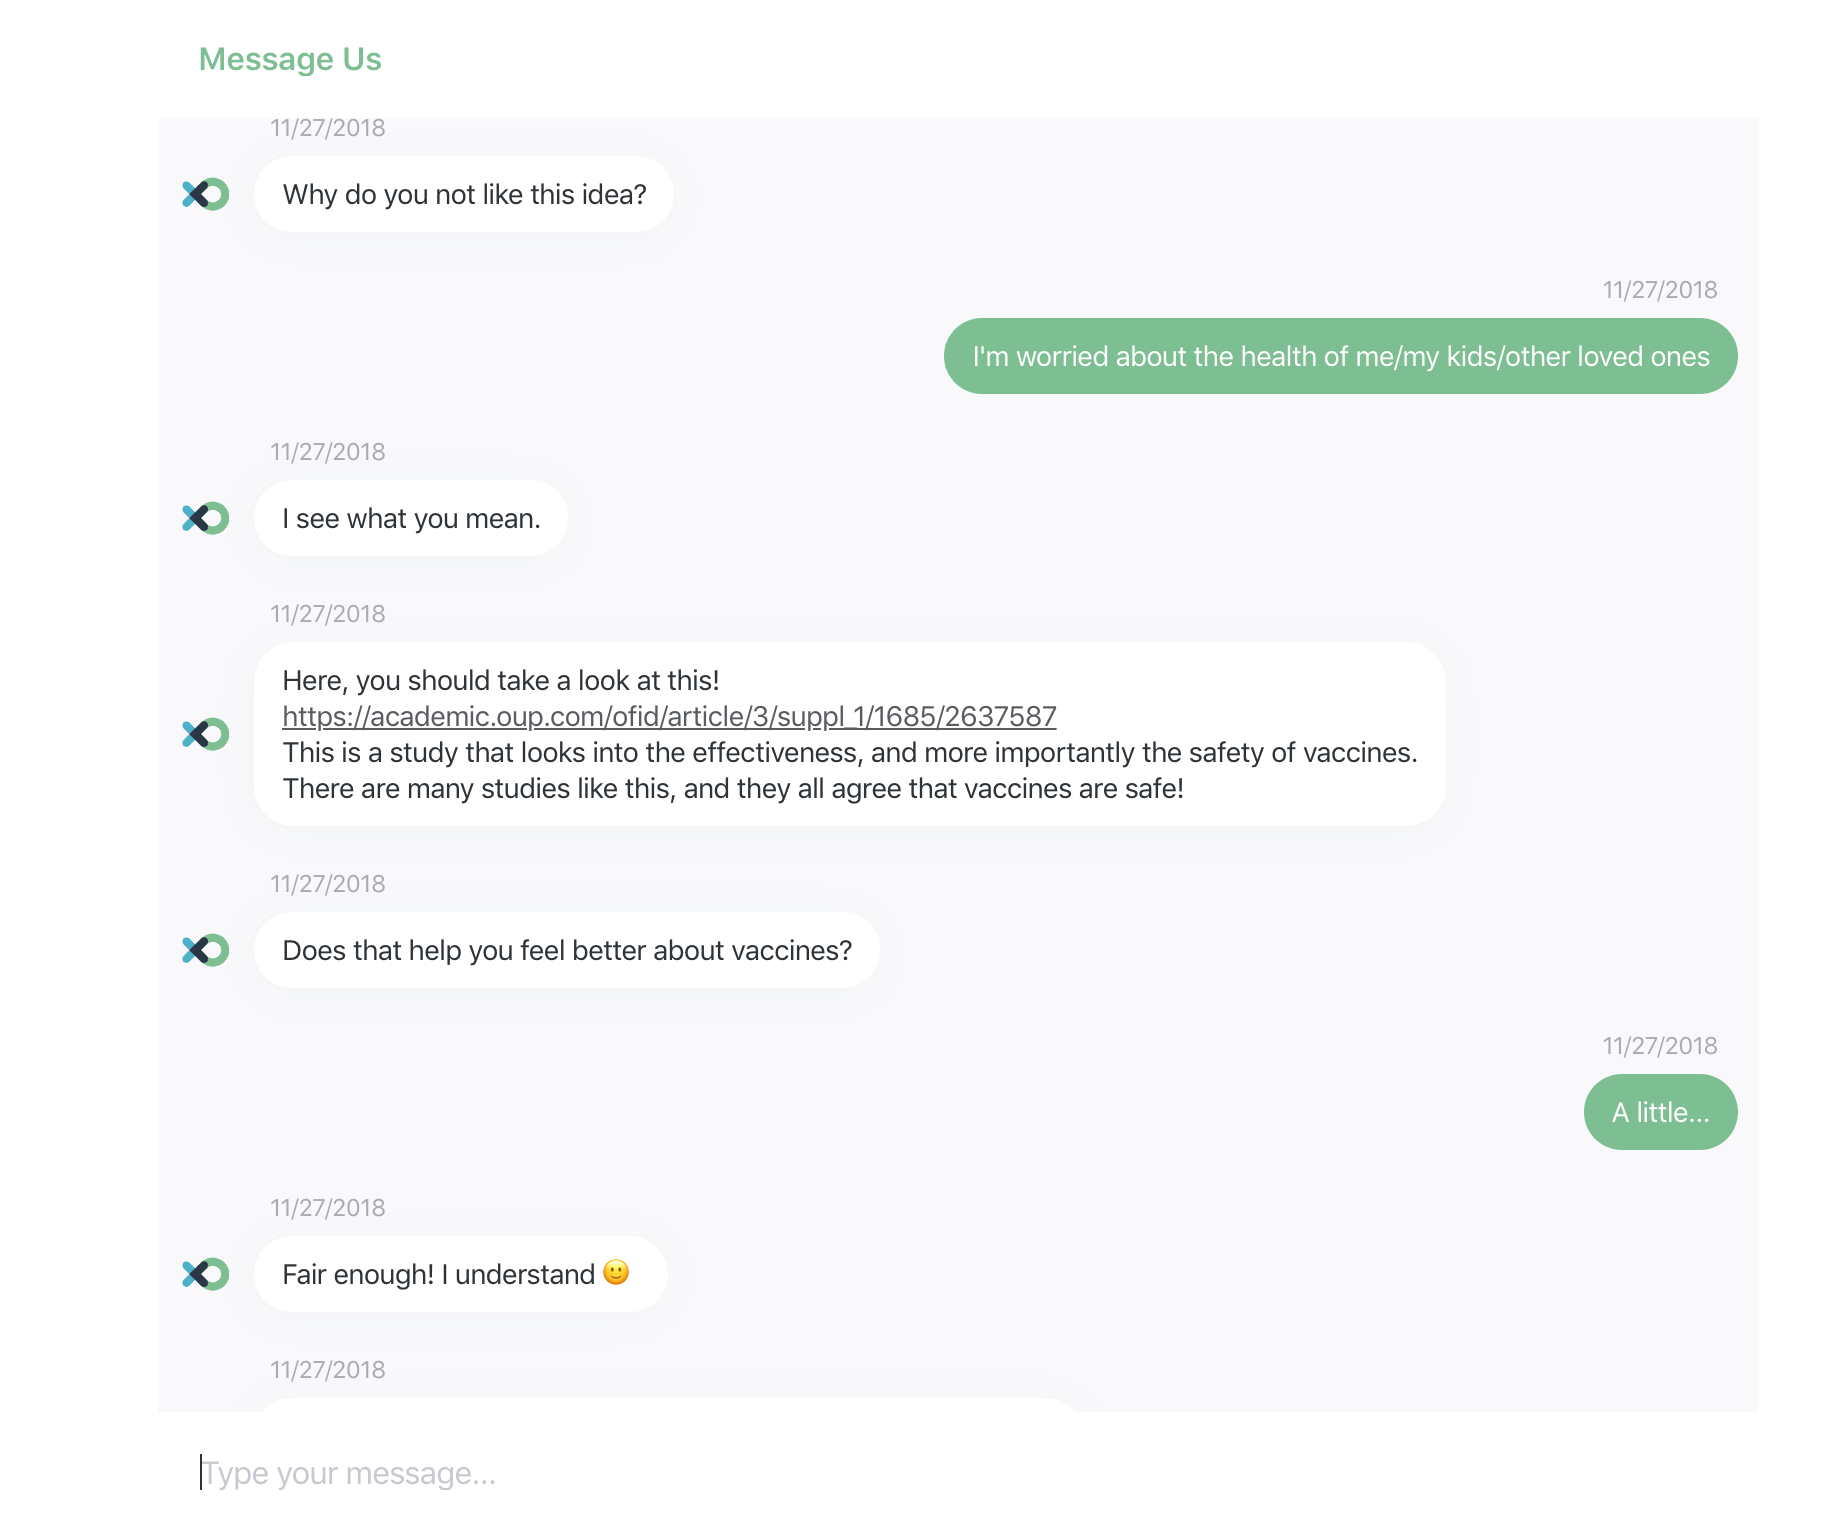 Message Us
11/27/2018
Why do you not like this idea?
11/27/2018
I'm worried about the health of me/my kids/other loved ones
11/27/2018
I see what you mean.
11/27/2018
Here, you should take a look at this!
https://academic.oup.com/ofid/article/3/suppl_1/1685/2637587
This is a study that looks into the effectiveness, and more importantly the safety of vaccines.
There are many studies like this, and they all agree that vaccines are safe!
11/27/2018
Does that help you feel better about vaccines?
11/27/2018
A little...
11/27/2018
Fair enough! I understand 🙂
11/27/2018
Type your message...